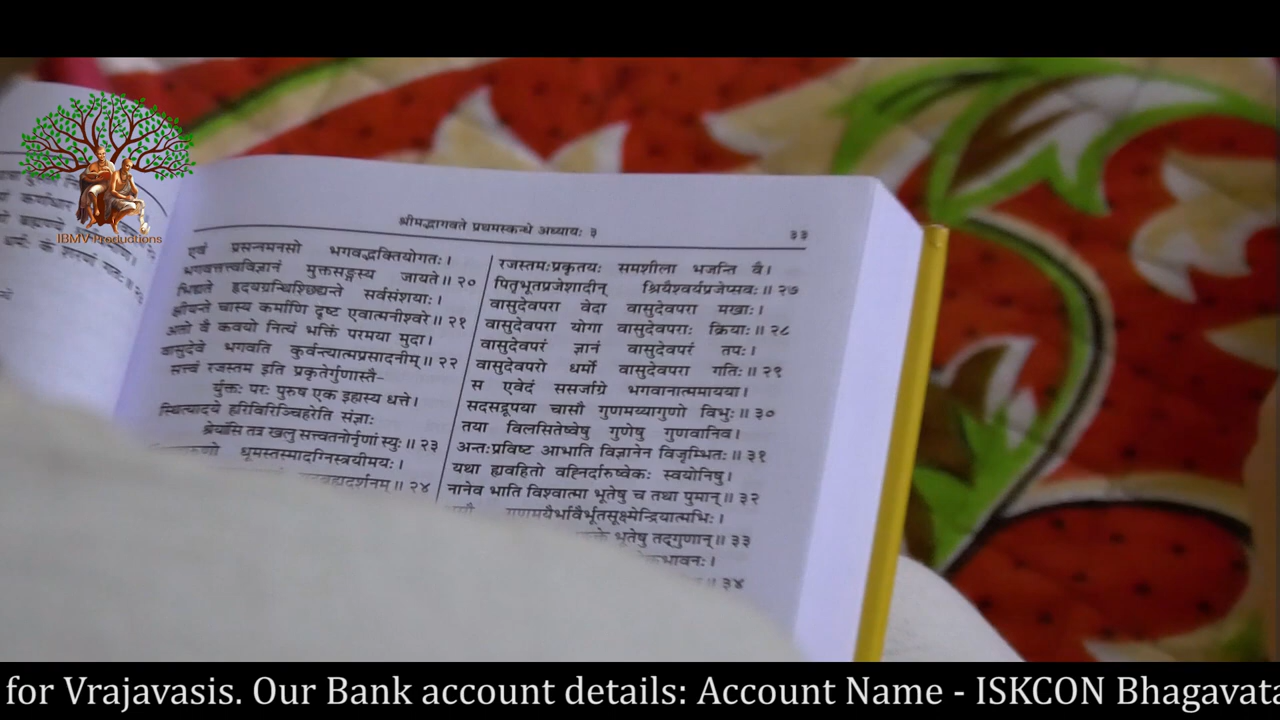 IBMV Productions
श्रीमद्भागवते प्रथमस्कन्धे अध्यायः ३
३३
एवं प्रसन्नमनसो भगवद्भक्तियोगतः।
भगवत्तत्त्वविज्ञानं मुक्तसङ्गस्य जायते॥ २०
भिद्यते हृदयग्रन्थिश्छिद्यन्ते सर्वसंशयाः।
क्षीयन्ते चास्य कर्माणि दृष्ट एवात्मनीश्वरे॥ २१
अतो वै कवयो नित्यं भक्तिं परमया मुदा।
वासुदेवे भगवति कुर्वन्त्यात्मप्रसादनीम्॥ २२
सत्त्वं रजस्तम इति प्रकृतेर्गुणास्तै-
र्युक्तः परः पुरुष एक इहास्य धत्ते।
स्थित्यादये हरिविरिञ्चिहरेति संज्ञाः
श्रेयांसि तत्र खलु सत्त्वतनोर्नृणां स्युः॥ २३
धूमस्तस्मादग्निस्त्रयीमयः।
२४
रजस्तमःप्रकृतयः समशीला भजन्ति वै।
पितृभूतप्रजेशादीन् श्रियैश्वर्यप्रजेप्सवः॥ २७
वासुदेवपरा वेदा वासुदेवपरा मखाः।
वासुदेवपरा योगा वासुदेवपराः क्रियाः॥ २८
वासुदेवपरं ज्ञानं वासुदेवपरं तपः।
वासुदेवपरो धर्मो वासुदेवपरा गतिः॥ २९
स एवेदं ससर्जाग्रे भगवानात्ममायया।
सदसद्रूपया चासौ गुणमय्यागुणो विभुः॥ ३०
तया विलसितेष्वेषु गुणेषु गुणवानिव।
अन्तःप्रविष्ट आभाति विज्ञानेन विजृम्भितः॥ ३१
यथा ह्यवहितो वह्निर्दारुष्वेकः स्वयोनिषु।
नानेव भाति विश्वात्मा भूतेषु च तथा पुमान्॥ ३२
गुणमयैर्भावैर्भूतसूक्ष्मेन्द्रियात्मभिः।
भूतेषु तद्गुणान्॥ ३३
३४
for Vrajavasis. Our Bank account details: Account Name - ISKCON Bhagavata